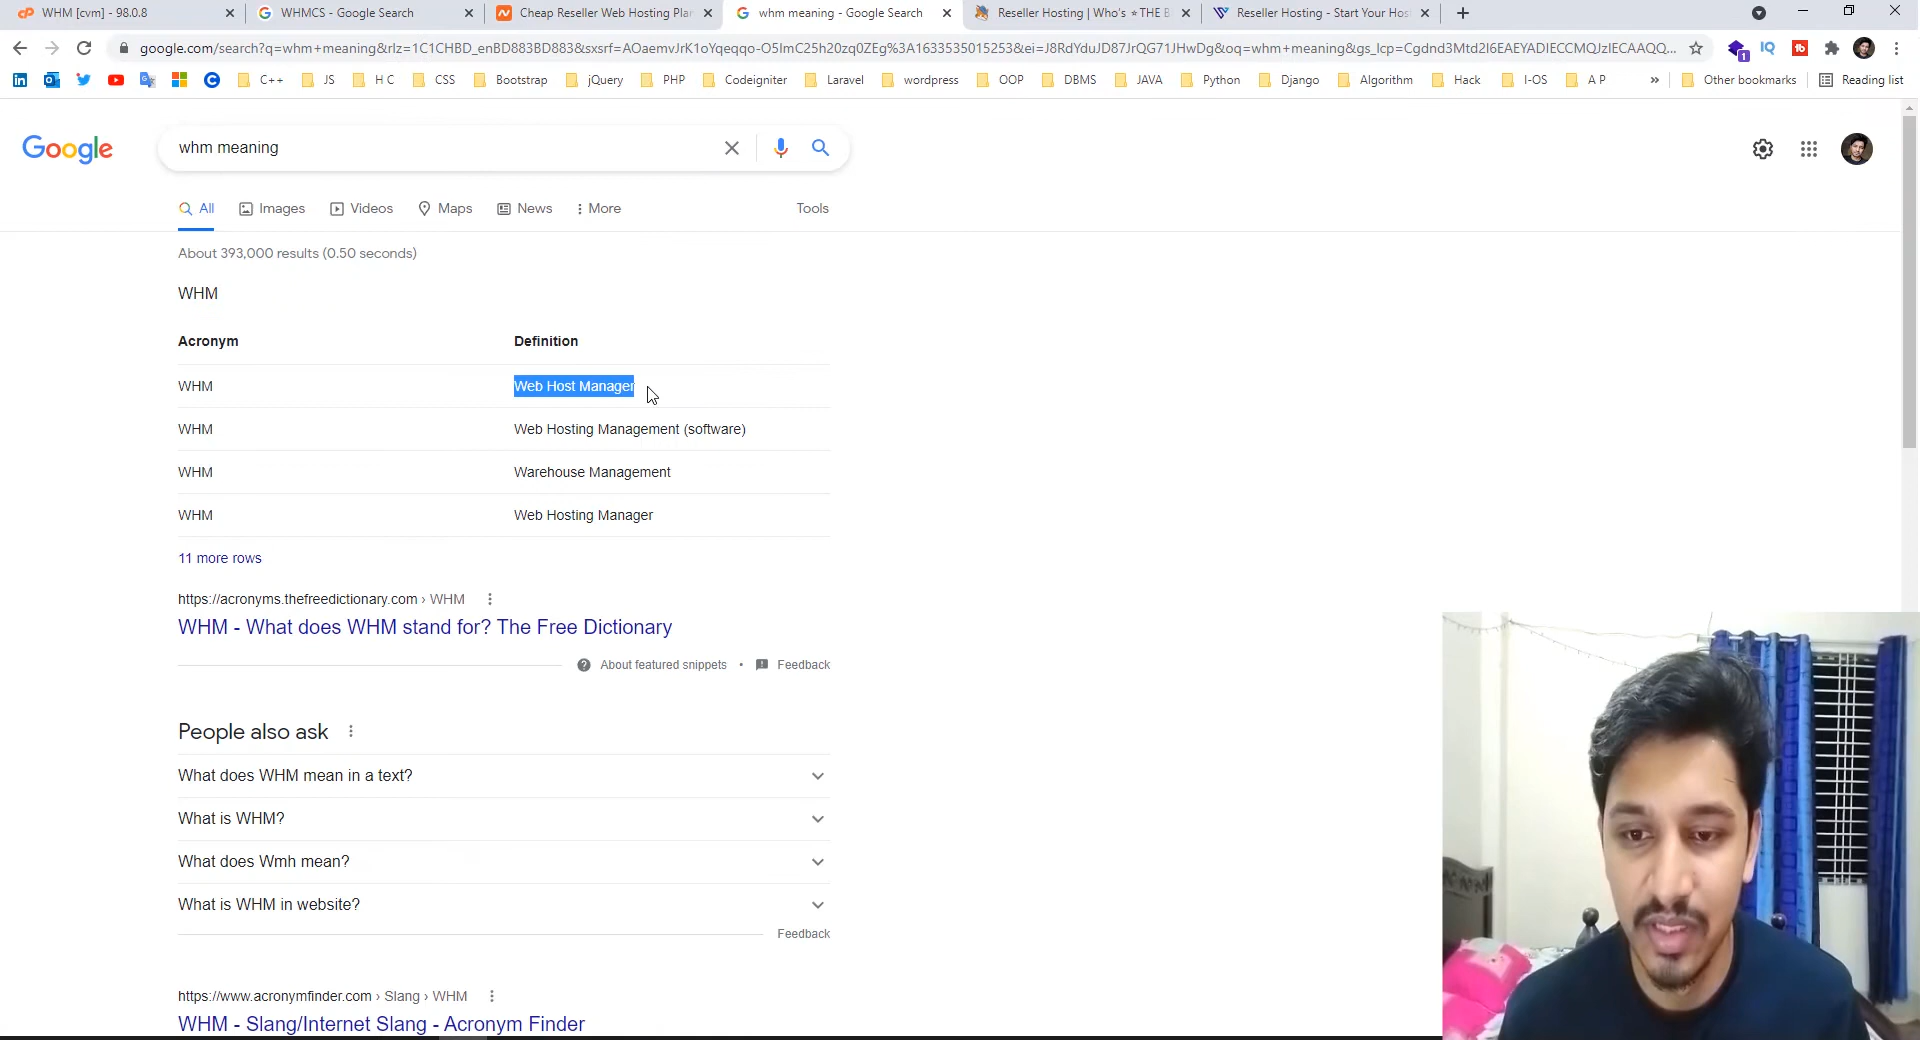 WHM [cvm] - 98.0.8
WHMCS - Google Search
Cheap Reseller Web Hosting Plan
whm meaning - Google Search
Reseller Hosting | Who's ★THE B
Reseller Hosting - Start Your Hos
google.com/search?q=whm+meaning&rlz=1C1CHBD_enBD883BD883&sxsrf=AOaemvJrK1oYqeqqo-O5ImC25h20zq0ZEg%3A1633535015253&ei=J8RdYduJD87JrQG71JHwDg&oq=whm+meaning&gs_lcp=Cgdnd3Mtd2l6EAEYADIECCMQJzIECAAQQ...
1
IQ
C++
JS
H C
CSS
Bootstrap
jQuery
PHP
Codeigniter
Laravel
wordpress
OOP
DBMS
JAVA
Python
Django
Algorithm
Hack
I-OS
A P
»
Other bookmarks
Reading list
Google
whm meaning
All
Images
Videos
Maps
News
More
Tools
About 393,000 results (0.50 seconds)
WHM
Acronym Definition
WHM Web Host Manager
WHM Web Hosting Management (software)
WHM Warehouse Management
WHM Web Hosting Manager
11 more rows
https://acronyms.thefreedictionary.com › WHM
WHM - What does WHM stand for? The Free Dictionary
About featured snippets • Feedback
People also ask
What does WHM mean in a text?
What is WHM?
What does Wmh mean?
What is WHM in website?
Feedback
https://www.acronymfinder.com › Slang › WHM
WHM - Slang/Internet Slang - Acronym Finder